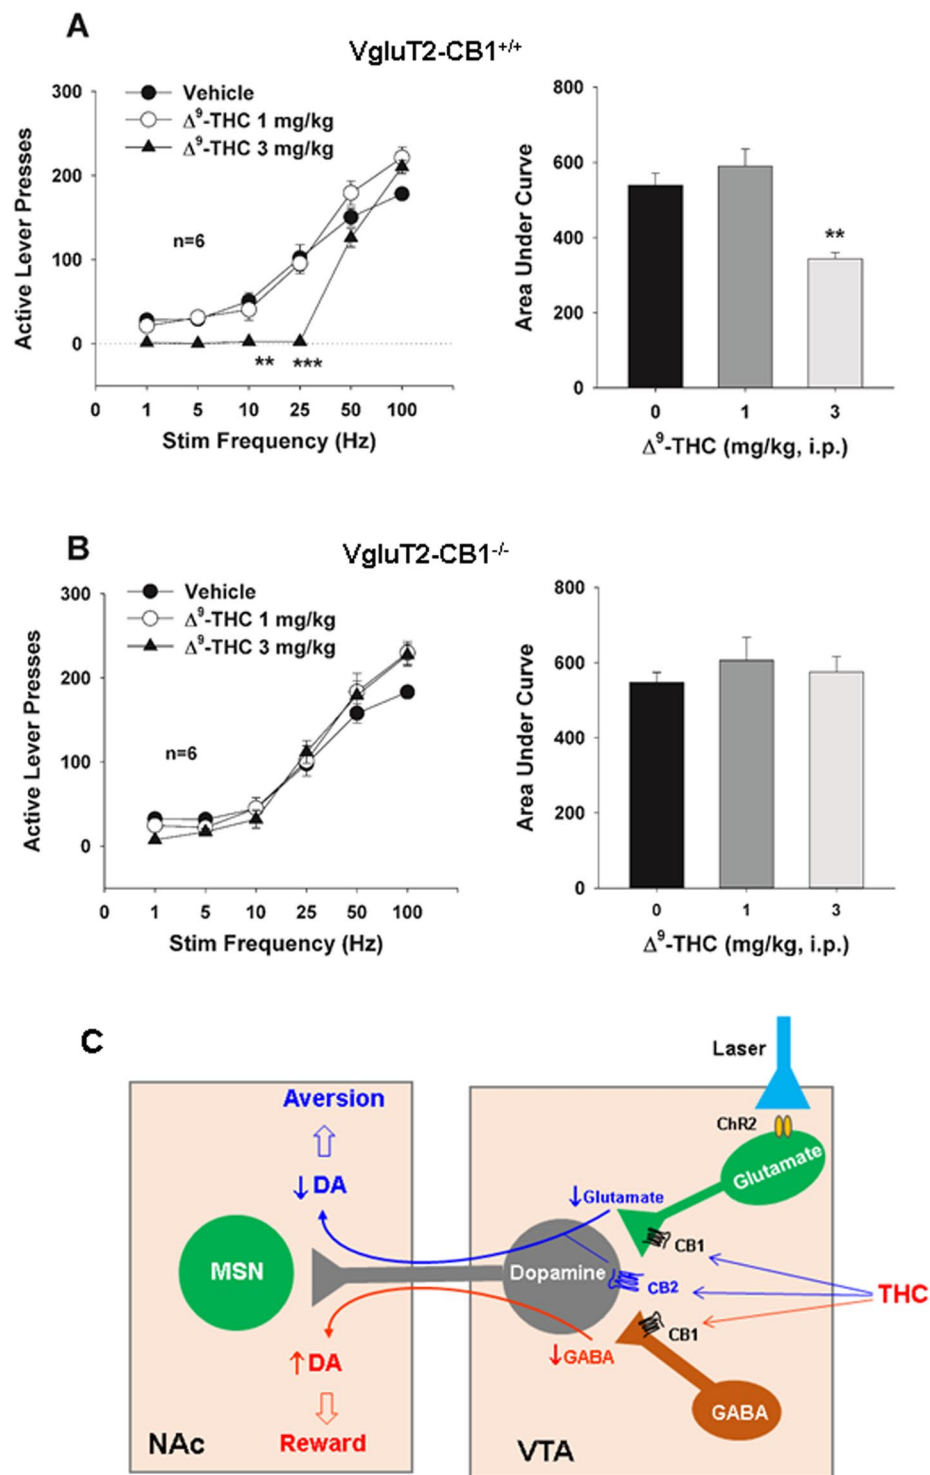 A
VgluT2-CB1+/+
300
200
100
0
Active Lever Presses
Vehicle
Δ⁹-THC 1 mg/kg
Δ⁹-THC 3 mg/kg
n=6
**
***
0 1 5 10 25 50 100
Stim Frequency (Hz)
800
600
400
200
0
Area Under Curve
**
0 1 3
Δ⁹-THC (mg/kg, i.p.)
B
VgluT2-CB1-/-
300
200
100
0
Active Lever Presses
Vehicle
Δ⁹-THC 1 mg/kg
Δ⁹-THC 3 mg/kg
n=6
0 1 5 10 25 50 100
Stim Frequency (Hz)
800
600
400
200
0
Area Under Curve
0 1 3
Δ⁹-THC (mg/kg, i.p.)
C
Aversion
↓DA
MSN
↑DA
Reward
NAc
Laser
ChR2
Glutamate
↓Glutamate
CB1
Dopamine
CB2
THC
CB1
↓GABA
GABA
VTA